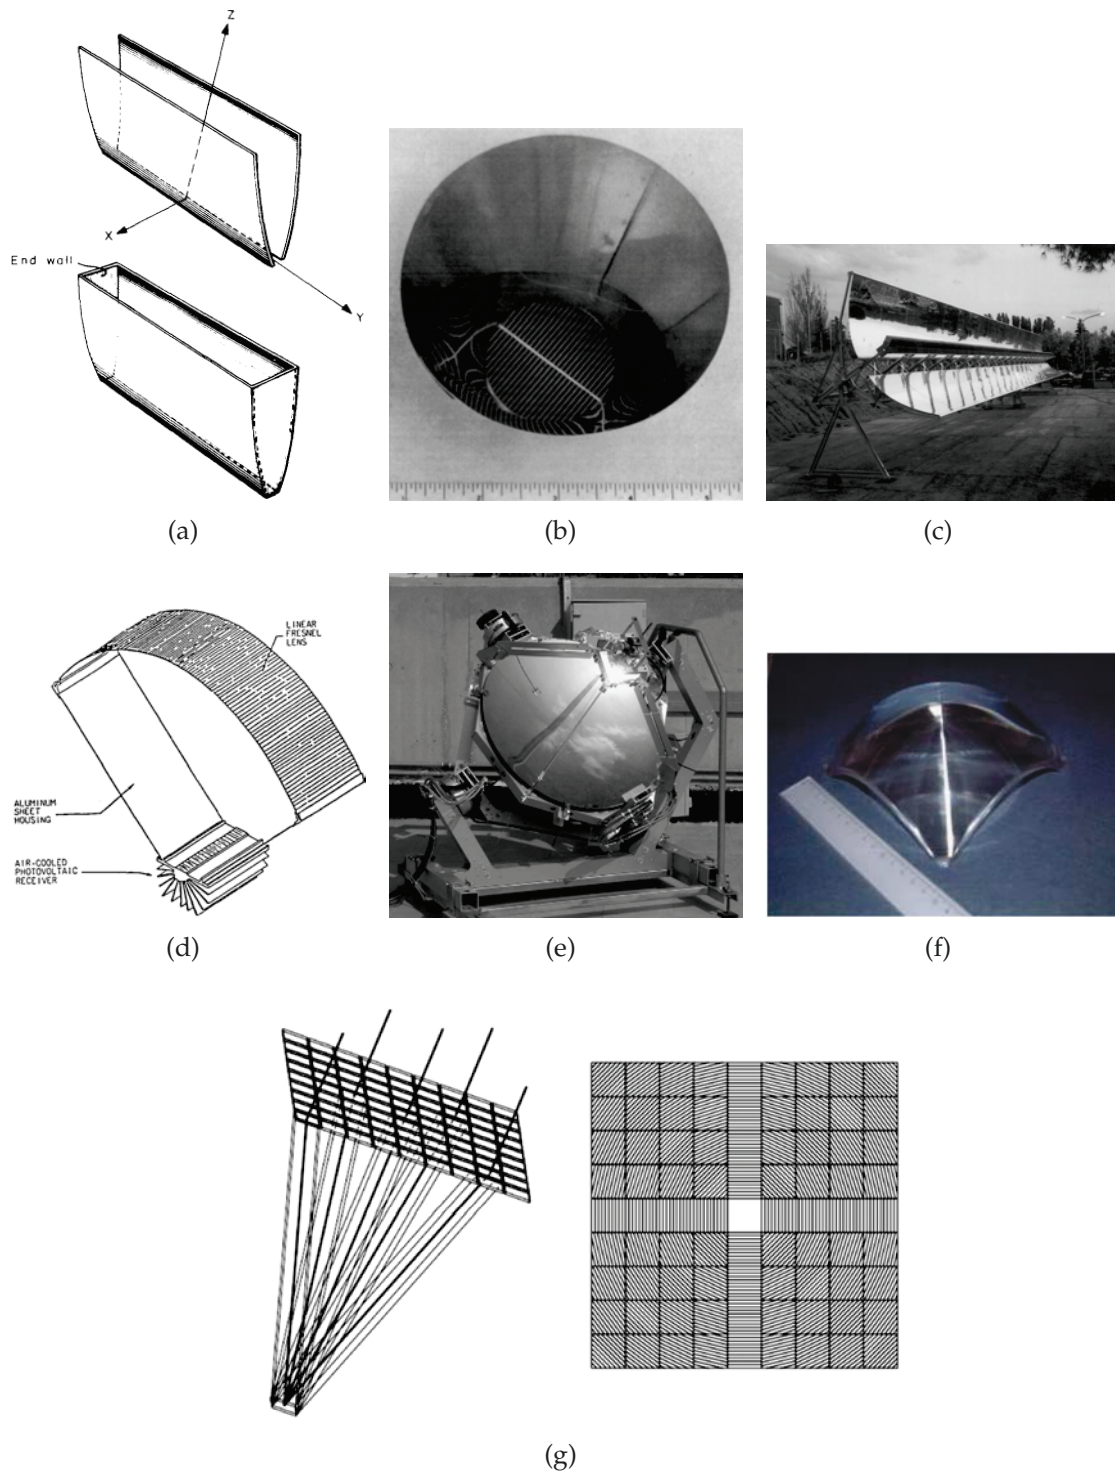 Z
X
Y
End wall
(a)
(b)
(c)
LINEAR
FRESNEL
LENS
ALUMINUM
SHEET
HOUSING
AIR-COOLED
PHOTOVOLTAIC
RECEIVER
(d)
(e)
(f)
(g)